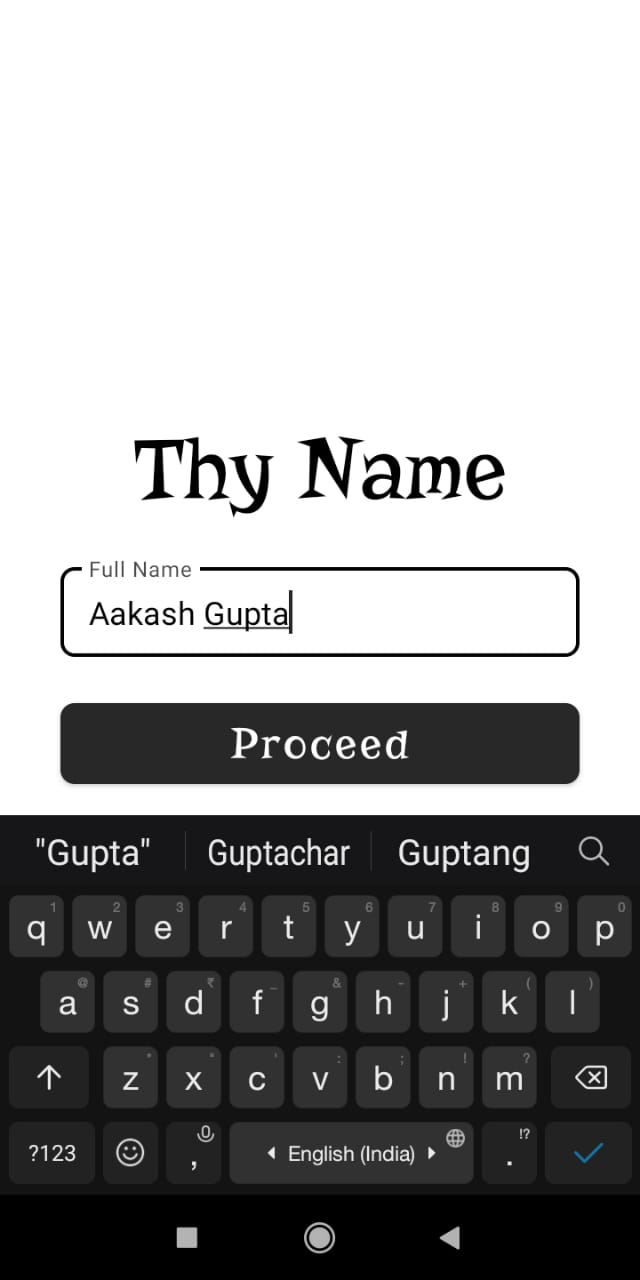 Thy Name
Full Name
Aakash Gupta
Proceed
"Gupta" Guptachar Guptang
q 1 w 2 e 3 r 4 t 5 y 6 u 7 i 8 o 9 p 0
a @ s # d ₹ f _ g & h - j + k ( l )
z * x " c ' v : b ; n ! m ?
?123 , English (India) . !?